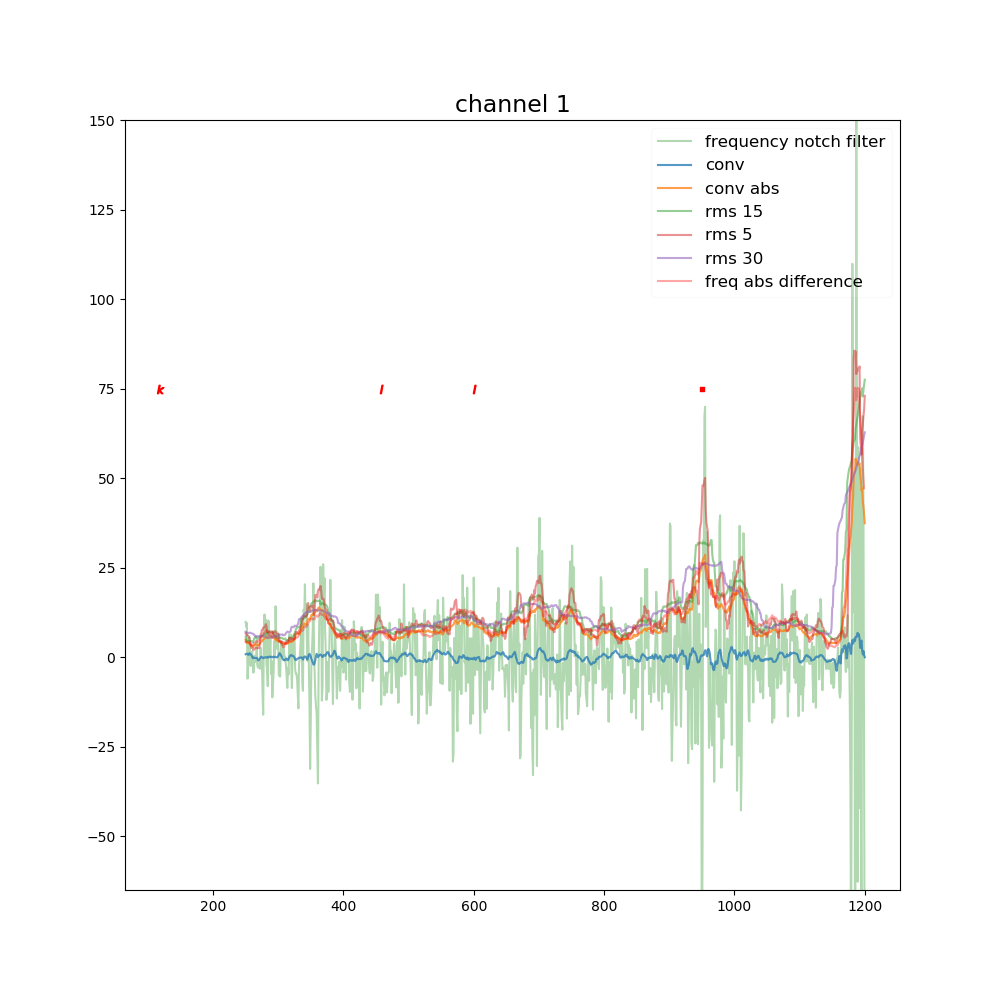 channel 1
150
125
100
75
50
25
0
−25
−50
frequency notch filter
conv
conv abs
rms 15
rms 5
rms 30
freq abs difference
k l l .
200 400 600 800 1000 1200